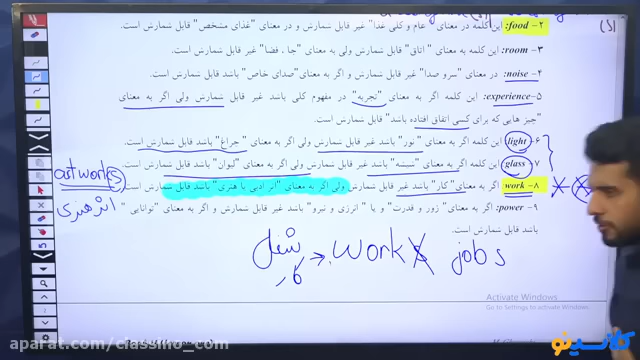 ۲- food: این کلمه در معنای " عام و کلی غذا" غیر قابل شمارش و در معنای "غذای مشخص" قابل شمارش است.
(s)
۳- room: این کلمه به معنای " اتاق" قابل شمارش ولی به معنای " جا ، فضا" غیر قابل شمارش است.
۴- noise: در معنای "سرو صدا" غیر قابل شمارش و اگر به معنای "صدای خاص" باشد قابل شمارش است.
۵- experience: این کلمه اگر به معنای "تجربه" در مفهوم کلی باشد غیر قابل شمارش ولی اگر به معنای
"چیز هایی که برای کسی اتفاق افتاده باشد" قابل شمارش است.
۶- light: این کلمه اگر به معنای "نور" باشد غیر قابل شمارش ولی اگر به معنای " چراغ" باشد قابل شمارش است.
۷- glass: این کلمه اگر به معنای "شیشه" باشد غیر قابل شمارش ولی اگر به معنای "لیوان" باشد قابل شمارش است.
۸- work: اگر به معنای "کار" باشد غیر قابل شمارش ولی اگر به معنای "اثر ادبی یا هنری" باشد قابل شمارش است.
art work(s)
اثر هنری
۹- power: اگر به معنای "زور و قدرت" و یا "انرژی و نیرو" باشد غیر قابل شمارش و اگر به معنای "توانایی "
باشد قابل شمارش است.
شغل → works jobs
کار
Activate Windows
Go to Settings to activate Windows.
aparat.com/classino_com
کلاسینو